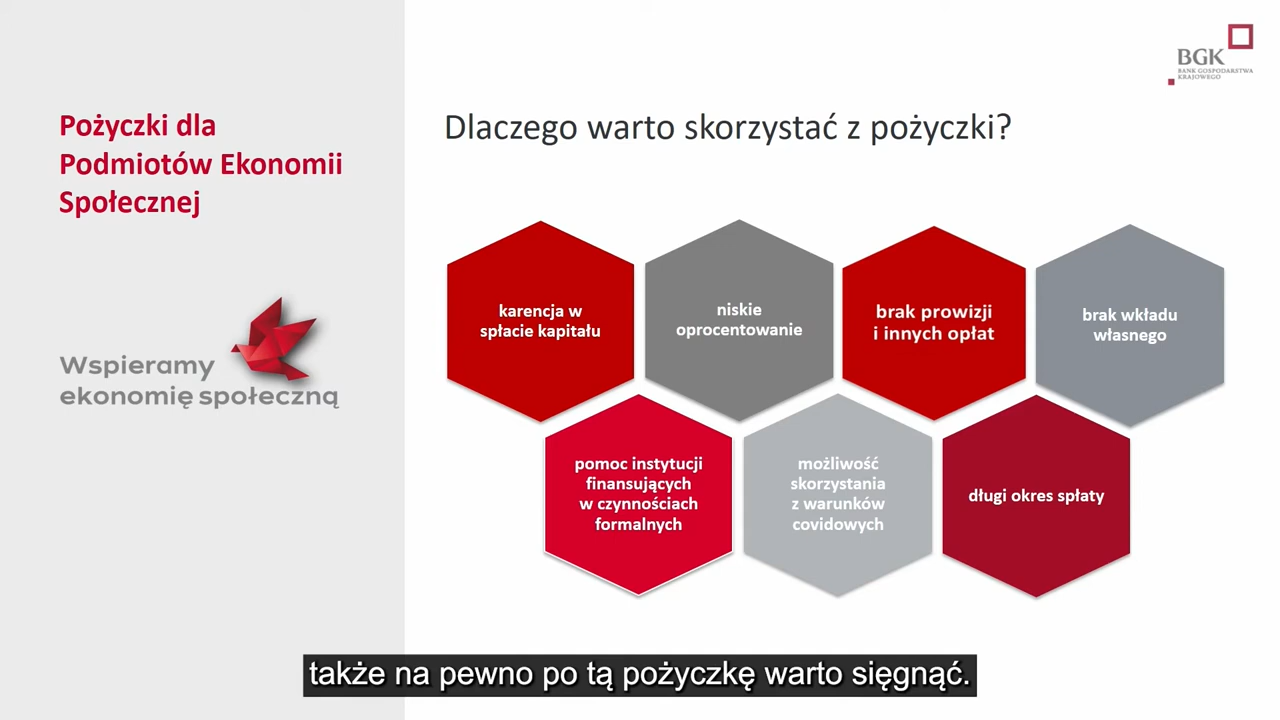 BGK
BANK GOSPODARSTWA
KRAJOWEGO
Pożyczki dla
Podmiotów Ekonomii
Społecznej
Wspieramy
ekonomię społeczną
Dlaczego warto skorzystać z pożyczki?
karencja w
spłacie kapitału
niskie
oprocentowanie
brak prowizji
i innych opłat
brak wkładu
własnego
pomoc instytucji
finansujących
w czynnościach
formalnych
możliwość
skorzystania
z warunków
covidowych
długi okres spłaty
także na pewno po tą pożyczkę warto sięgnąć.